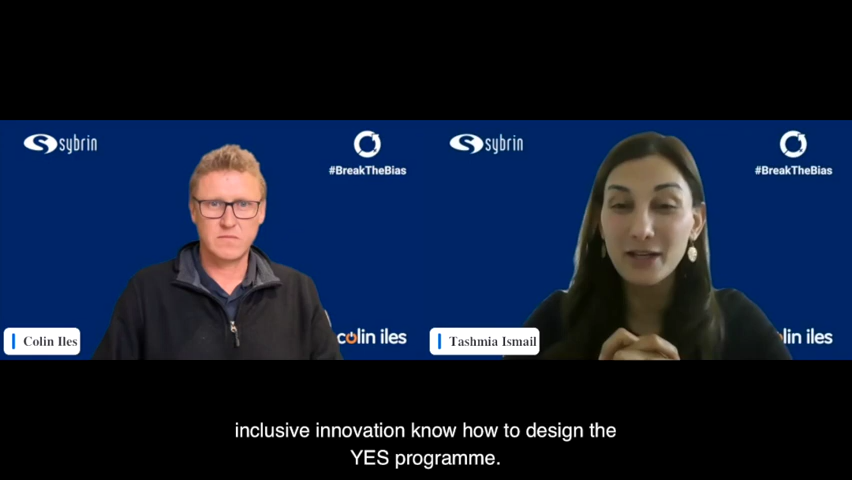 sybrin
#BreakTheBias
sybrin
#BreakTheBias
Colin Iles
colin iles
Tashmia Ismail
olin iles
inclusive innovation know how to design the
YES programme.